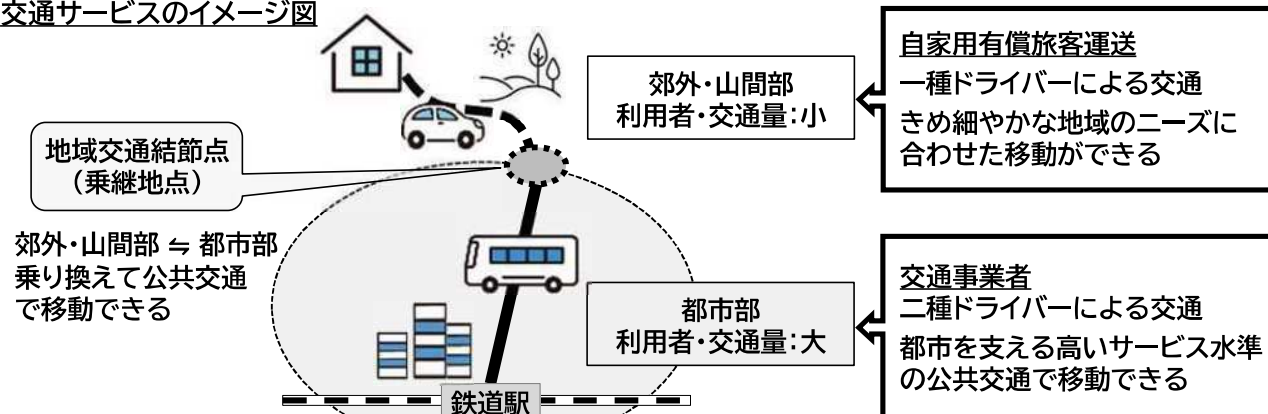 交通サービスのイメージ図
郊外・山間部
利用者・交通量：小
自家用有償旅客運送
一種ドライバーによる交通
きめ細やかな地域のニーズに
合わせた移動ができる
地域交通結節点
（乗継地点）
郊外・山間部 ⇋ 都市部
乗り換えて公共交通
で移動できる
都市部
利用者・交通量：大
交通事業者
二種ドライバーによる交通
都市を支える高いサービス水準
の公共交通で移動できる
鉄道駅